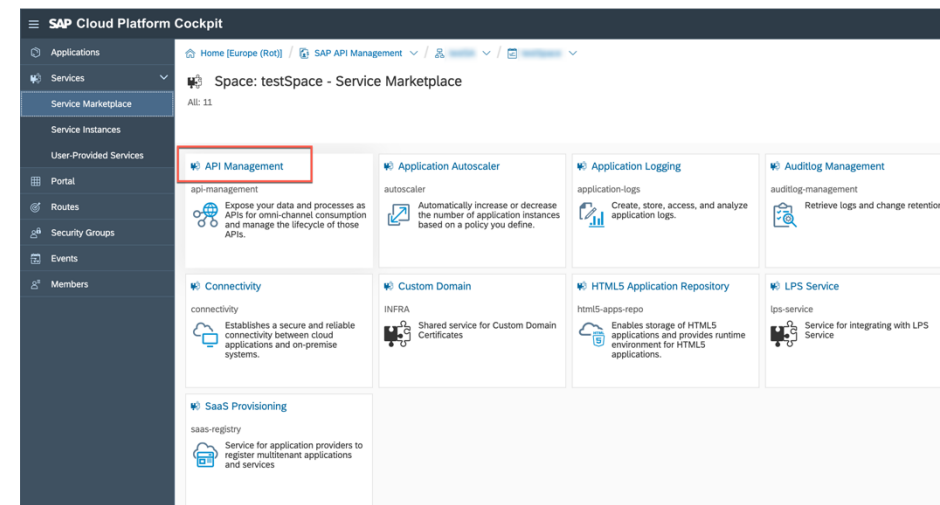 SAP Cloud Platform Cockpit
Applications
Services
Service Marketplace
Service Instances
User-Provided Services
Portal
Routes
Security Groups
Events
Members
Home [Europe (Rot)] / SAP API Management / /
Space: testSpace - Service Marketplace
All: 11
API Management
api-management
Expose your data and processes as
APIs for omni-channel consumption
and manage the lifecycle of those
APIs.
Application Autoscaler
autoscaler
Automatically increase or decrease
the number of application instances
based on a policy you define.
Application Logging
application-logs
Create, store, access, and analyze
application logs.
Auditlog Management
auditlog-management
Retrieve logs and change retention
Connectivity
connectivity
Establishes a secure and reliable
connectivity between cloud
applications and on-premise
systems.
Custom Domain
INFRA
Shared service for Custom Domain
Certificates
HTML5 Application Repository
html5-apps-repo
Enables storage of HTML5
applications and provides runtime
environment for HTML5
applications.
LPS Service
lps-service
Service for integrating with LPS
Service
SaaS Provisioning
saas-registry
Service for application providers to
register multitenant applications
and services